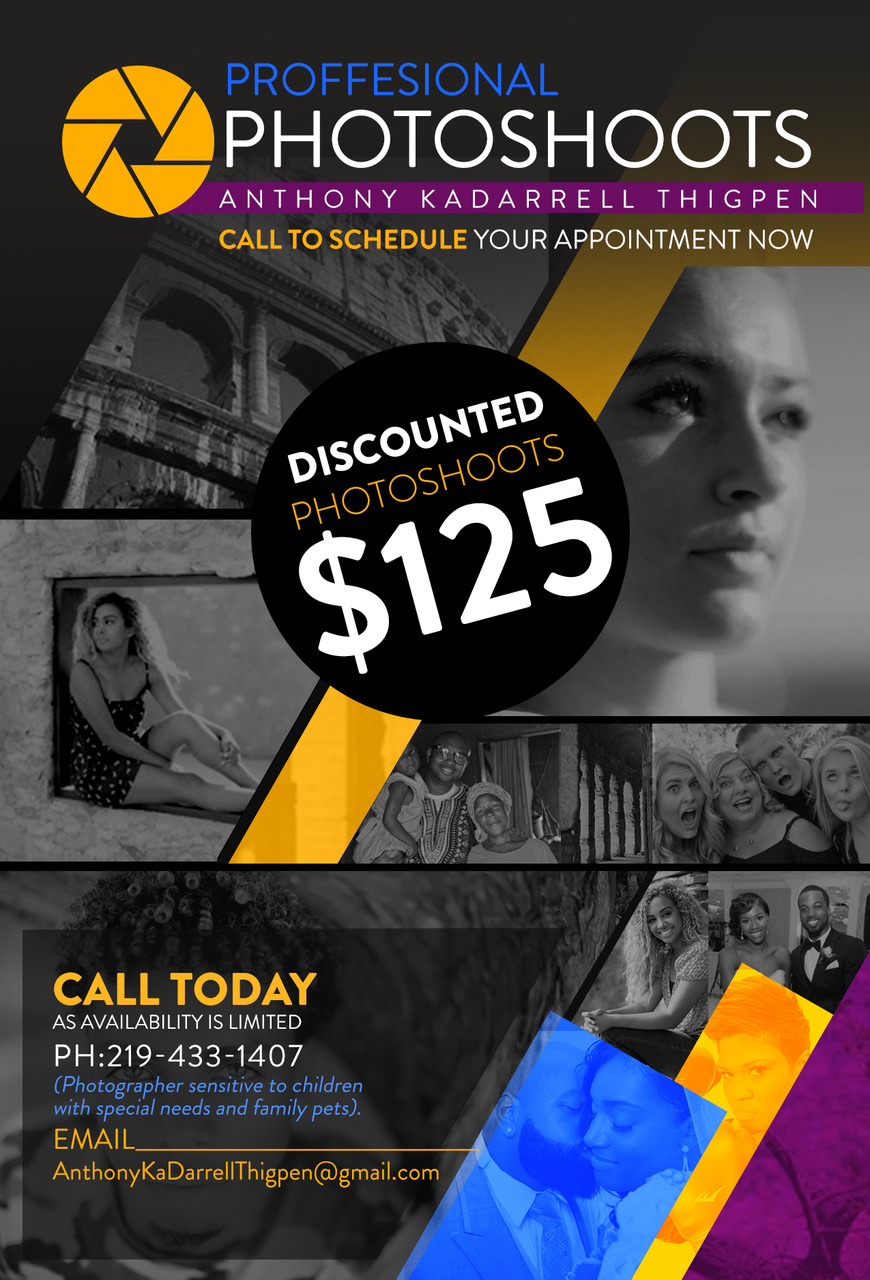 PROFFESIONAL
PHOTOSHOOTS
ANTHONY KADARRELL THIGPEN
CALL TO SCHEDULE YOUR APPOINTMENT NOW
DISCOUNTED
PHOTOSHOOTS
$125
CALL TODAY
AS AVAILABILITY IS LIMITED
PH:219-433-1407
(Photographer sensitive to children
with special needs and family pets).
EMAIL_______________________
AnthonyKaDarrellThigpen@gmail.com